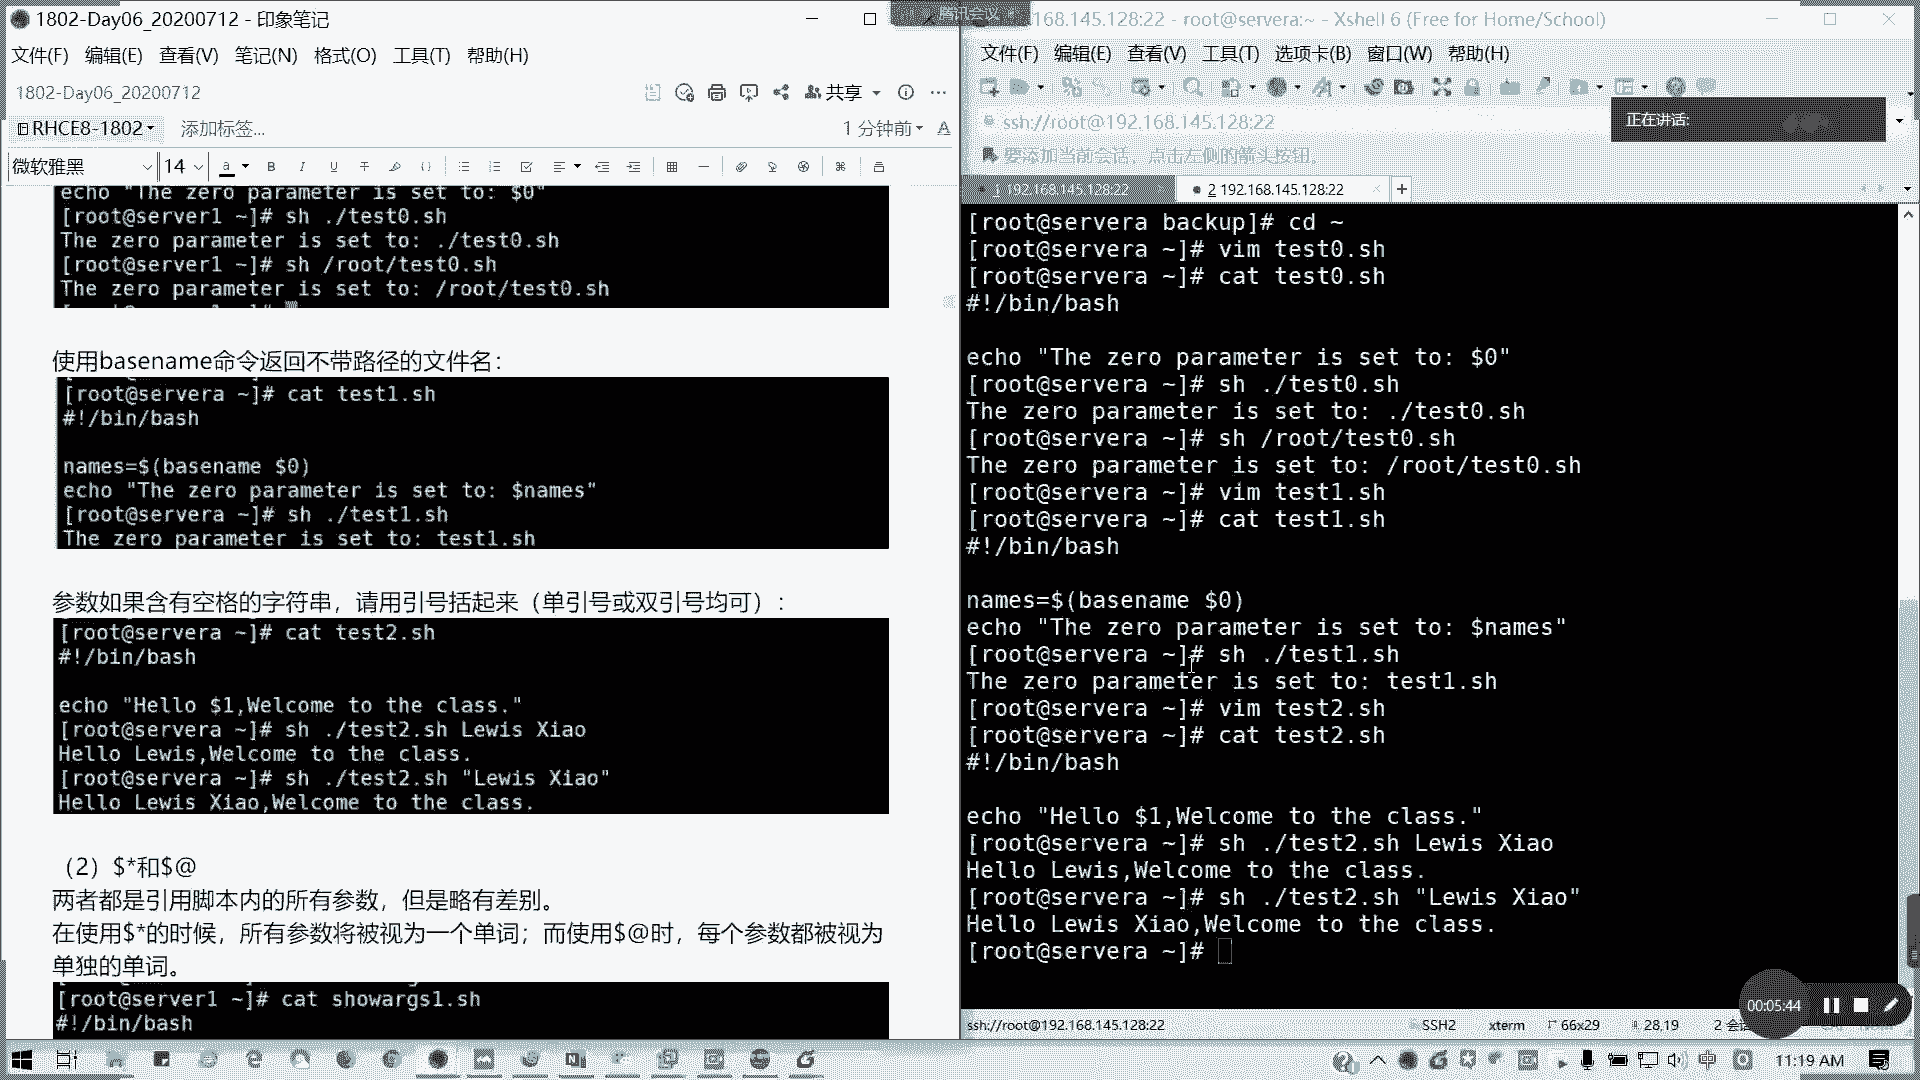 1802-Day06_20200712 - 印象笔记
文件(F) 编辑(E) 查看(V) 笔记(N) 格式(O) 工具(T) 帮助(H)
1802-Day06_20200712
共享
RHCE8-1802
添加标签...
1 分钟前
微软雅黑
14
echo "The zero parameter is set to: $0"
[root@server1 ~]# sh ./test0.sh
The zero parameter is set to: ./test0.sh
[root@server1 ~]# sh /root/test0.sh
The zero parameter is set to: /root/test0.sh
使用basename命令返回不带路径的文件名：
[root@servera ~]# cat test1.sh
#!/bin/bash
names=$(basename $0)
echo "The zero parameter is set to: $names"
[root@servera ~]# sh ./test1.sh
The zero parameter is set to: test1.sh
参数如果含有空格的字符串，请用引号括起来（单引号或双引号均可）：
[root@servera ~]# cat test2.sh
#!/bin/bash
echo "Hello $1,Welcome to the class."
[root@servera ~]# sh ./test2.sh Lewis Xiao
Hello Lewis,Welcome to the class.
[root@servera ~]# sh ./test2.sh "Lewis Xiao"
Hello Lewis Xiao,Welcome to the class.
（2）$*和$@
两者都是引用脚本内的所有参数，但是略有差别。
在使用$*的时候，所有参数将被视为一个单词；而使用$@时，每个参数都被视为
单独的单词。
[root@server1 ~]# cat showargs1.sh
#!/bin/bash
腾讯会议
168.145.128:22 - root@servera:~ - Xshell 6 (Free for Home/School)
文件(F) 编辑(E) 查看(V) 工具(T) 选项卡(B) 窗口(W) 帮助(H)
ssh://root@192.168.145.128:22
正在讲话:
要添加当前会话，点击左侧的箭头按钮。
1 192.168.145.128:22
2 192.168.145.128:22
[root@servera backup]# cd ~
[root@servera ~]# vim test0.sh
[root@servera ~]# cat test0.sh
#!/bin/bash
echo "The zero parameter is set to: $0"
[root@servera ~]# sh ./test0.sh
The zero parameter is set to: ./test0.sh
[root@servera ~]# sh /root/test0.sh
The zero parameter is set to: /root/test0.sh
[root@servera ~]# vim test1.sh
[root@servera ~]# cat test1.sh
#!/bin/bash
names=$(basename $0)
echo "The zero parameter is set to: $names"
[root@servera ~]# sh ./test1.sh
The zero parameter is set to: test1.sh
[root@servera ~]# vim test2.sh
[root@servera ~]# cat test2.sh
#!/bin/bash
echo "Hello $1,Welcome to the class."
[root@servera ~]# sh ./test2.sh Lewis Xiao
Hello Lewis,Welcome to the class.
[root@servera ~]# sh ./test2.sh "Lewis Xiao"
Hello Lewis Xiao,Welcome to the class.
[root@servera ~]#
00:05:44
ssh://root@192.168.145.128:22
SSH2
xterm
66x29
28,19
2 会
中
11:19 AM